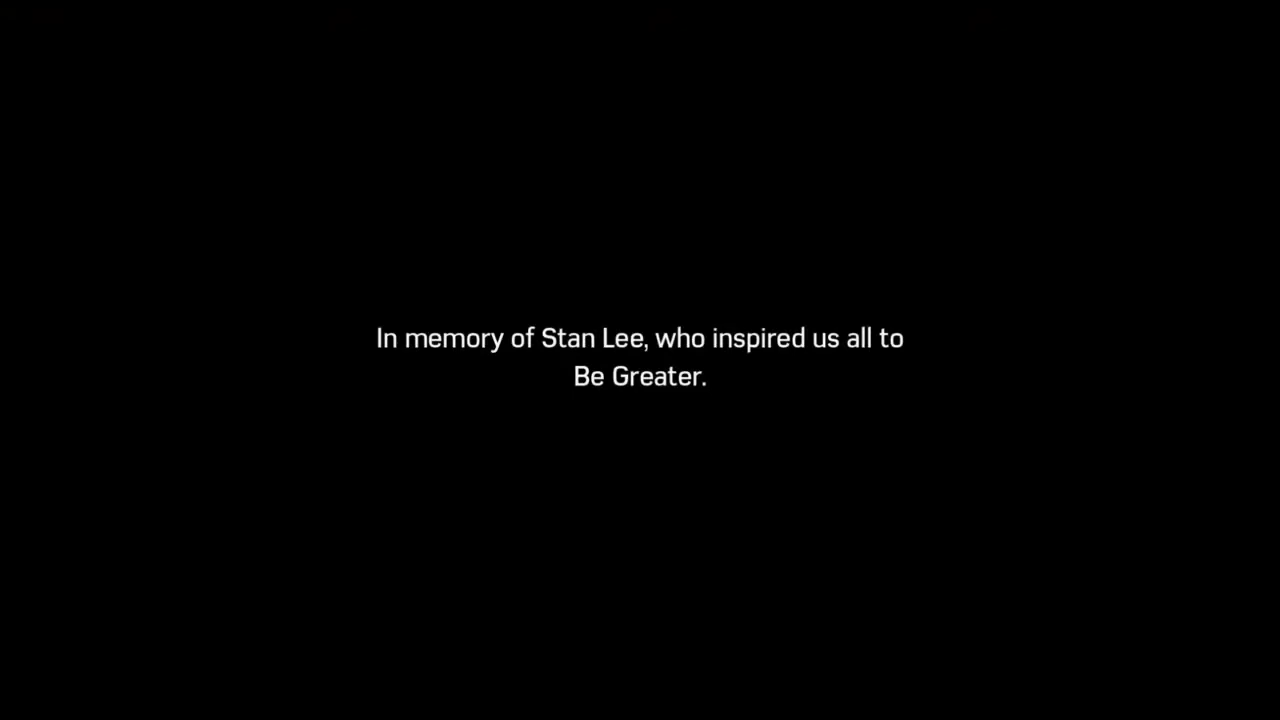 In memory of Stan Lee, who inspired us all to
Be Greater.